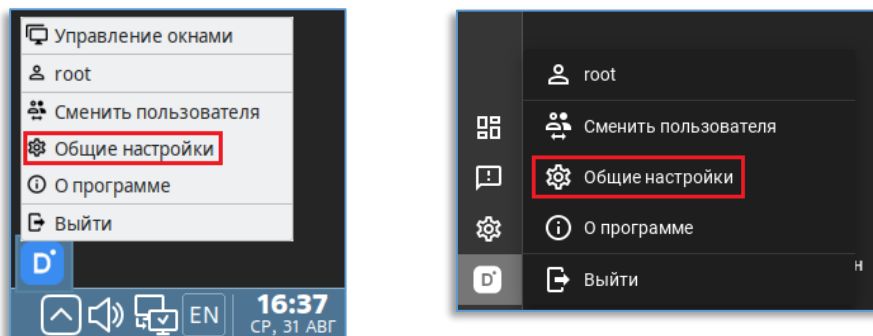 Управление окнами
root
Сменить пользователя
Общие настройки
О программе
Выйти
D
EN
16:37
СР, 31 АВГ
root
Сменить пользователя
Общие настройки
О программе
н
Выйти
D